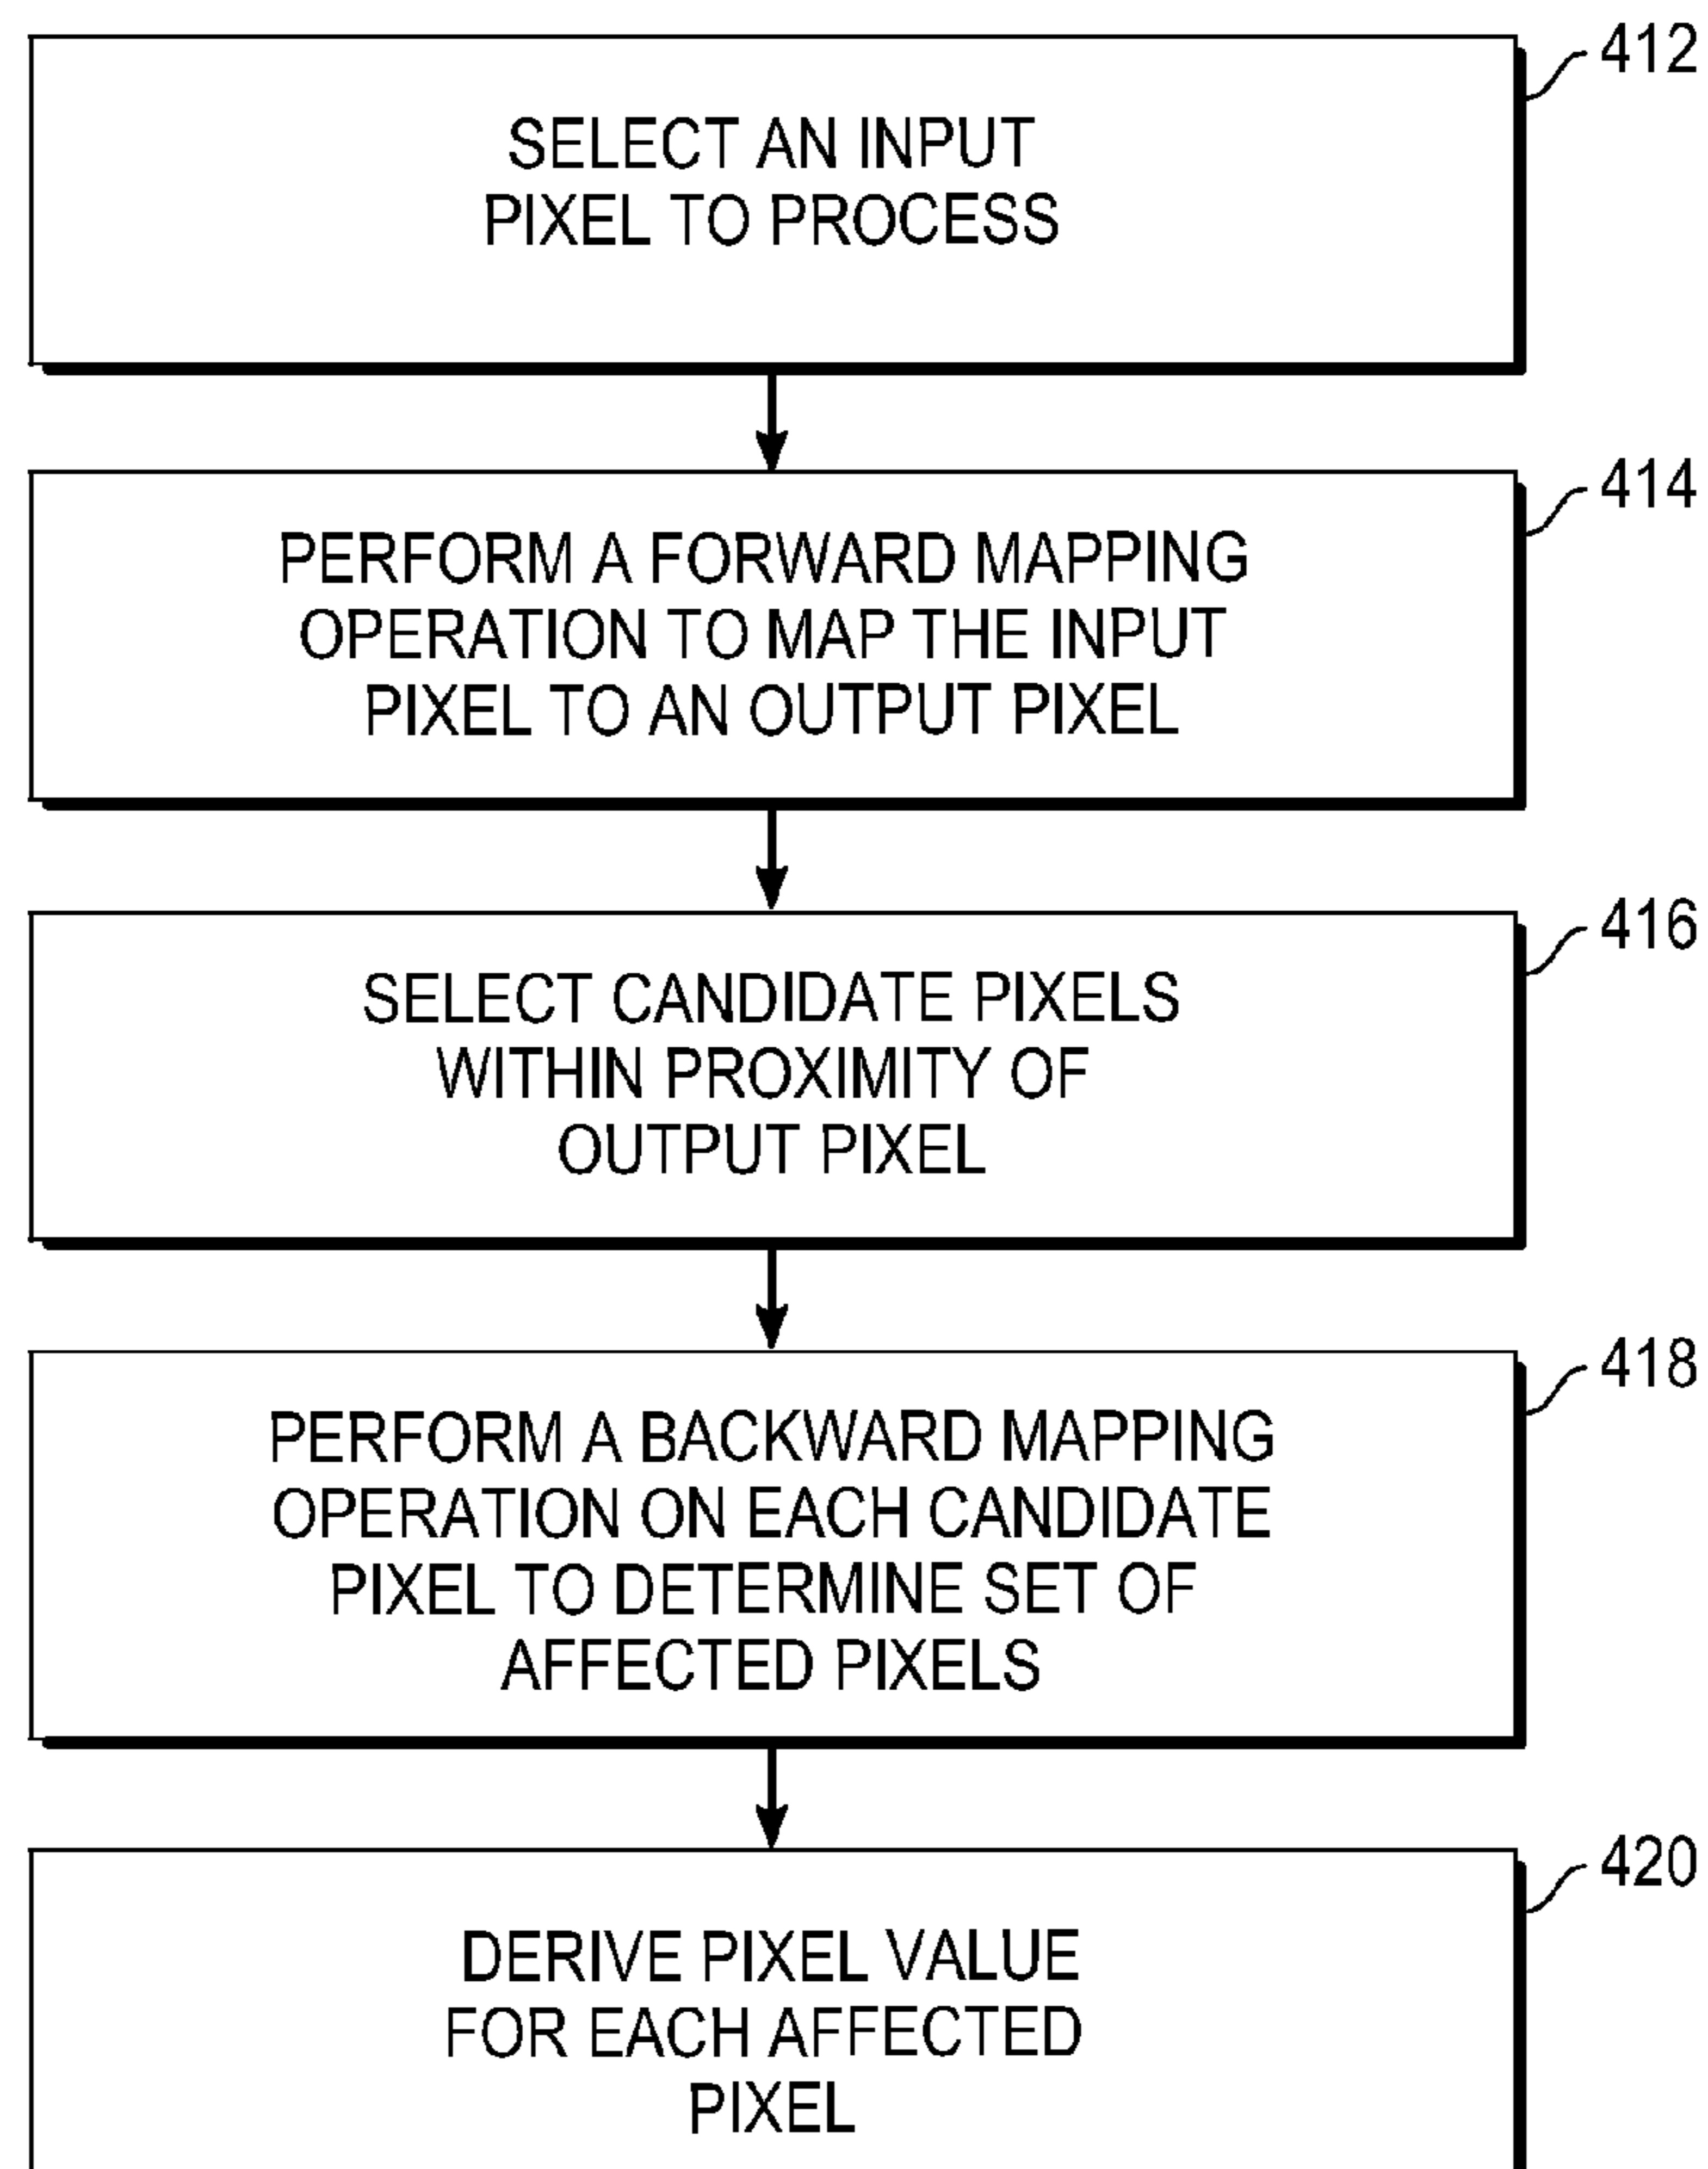 412
SELECT AN INPUT
PIXEL TO PROCESS
414
PERFORM A FORWARD MAPPING
OPERATION TO MAP THE INPUT
PIXEL TO AN OUTPUT PIXEL
416
SELECT CANDIDATE PIXELS
WITHIN PROXIMITY OF
OUTPUT PIXEL
418
PERFORM A BACKWARD MAPPING
OPERATION ON EACH CANDIDATE
PIXEL TO DETERMINE SET OF
AFFECTED PIXELS
420
DERIVE PIXEL VALUE
FOR EACH AFFECTED
PIXEL